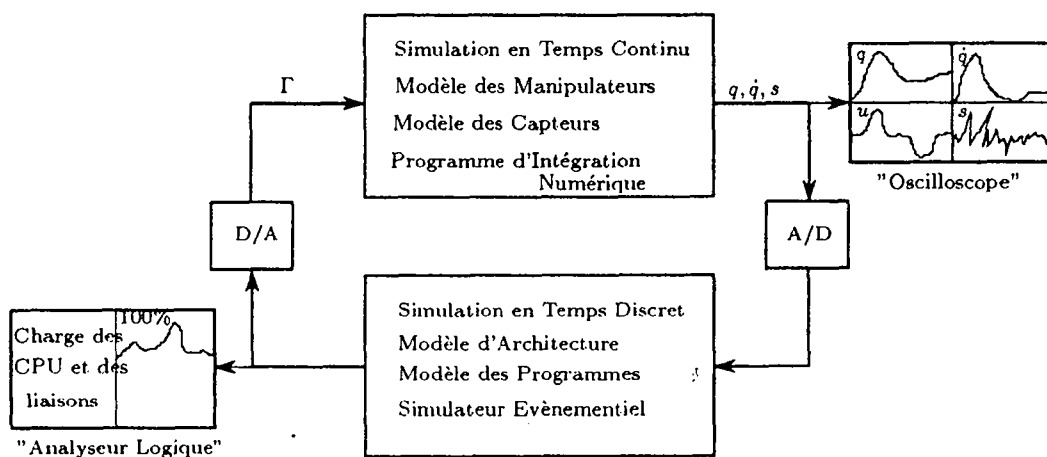 Simulation en Temps Continu
Modèle des Manipulateurs
Modèle des Capteurs
Programme d'Intégration
Numérique
Γ
q, q̇, s
q
q̇
u
s
"Oscilloscope"
D/A
A/D
Simulation en Temps Discret
Modèle d'Architecture
Modèle des Programmes
Simulateur Evènementiel
100%
Charge des
CPU et des
liaisons
"Analyseur Logique"